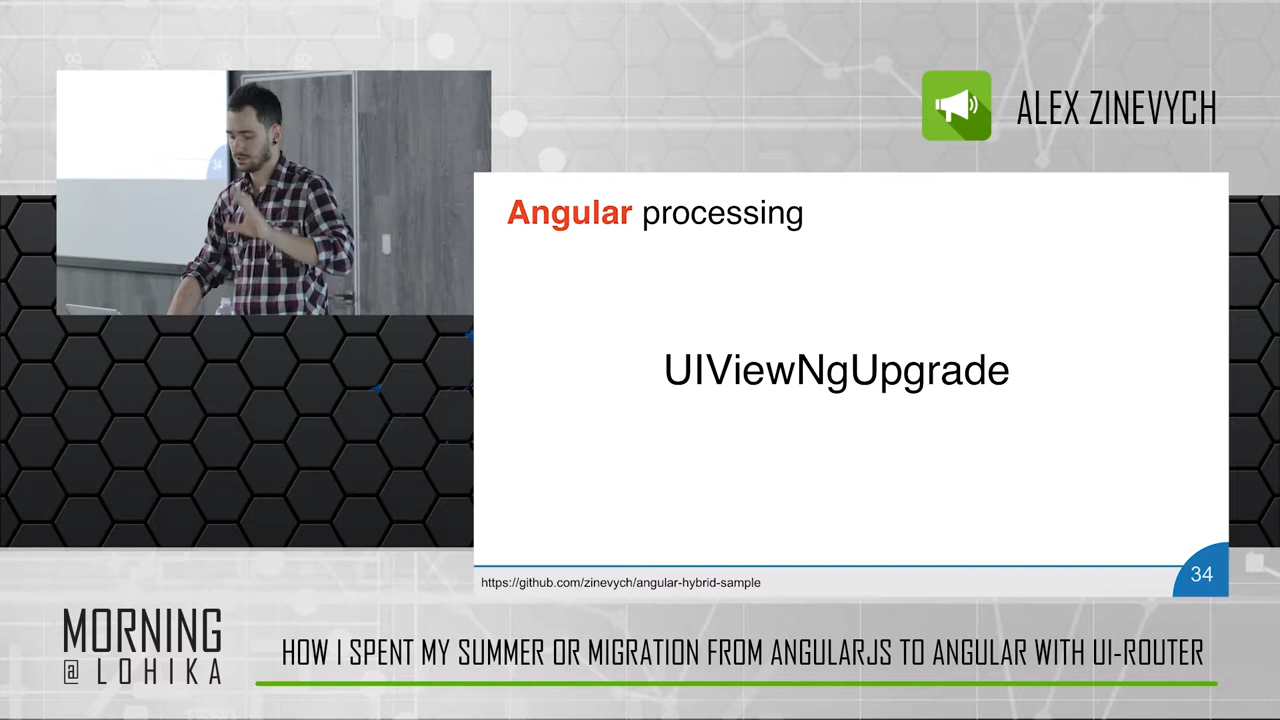 ALEX ZINEVYCH
34
Angular processing
UIViewNgUpgrade
https://github.com/zinevych/angular-hybrid-sample
34
MORNING
@ LOHIKA
HOW I SPENT MY SUMMER OR MIGRATION FROM ANGULARJS TO ANGULAR WITH UI-ROUTER